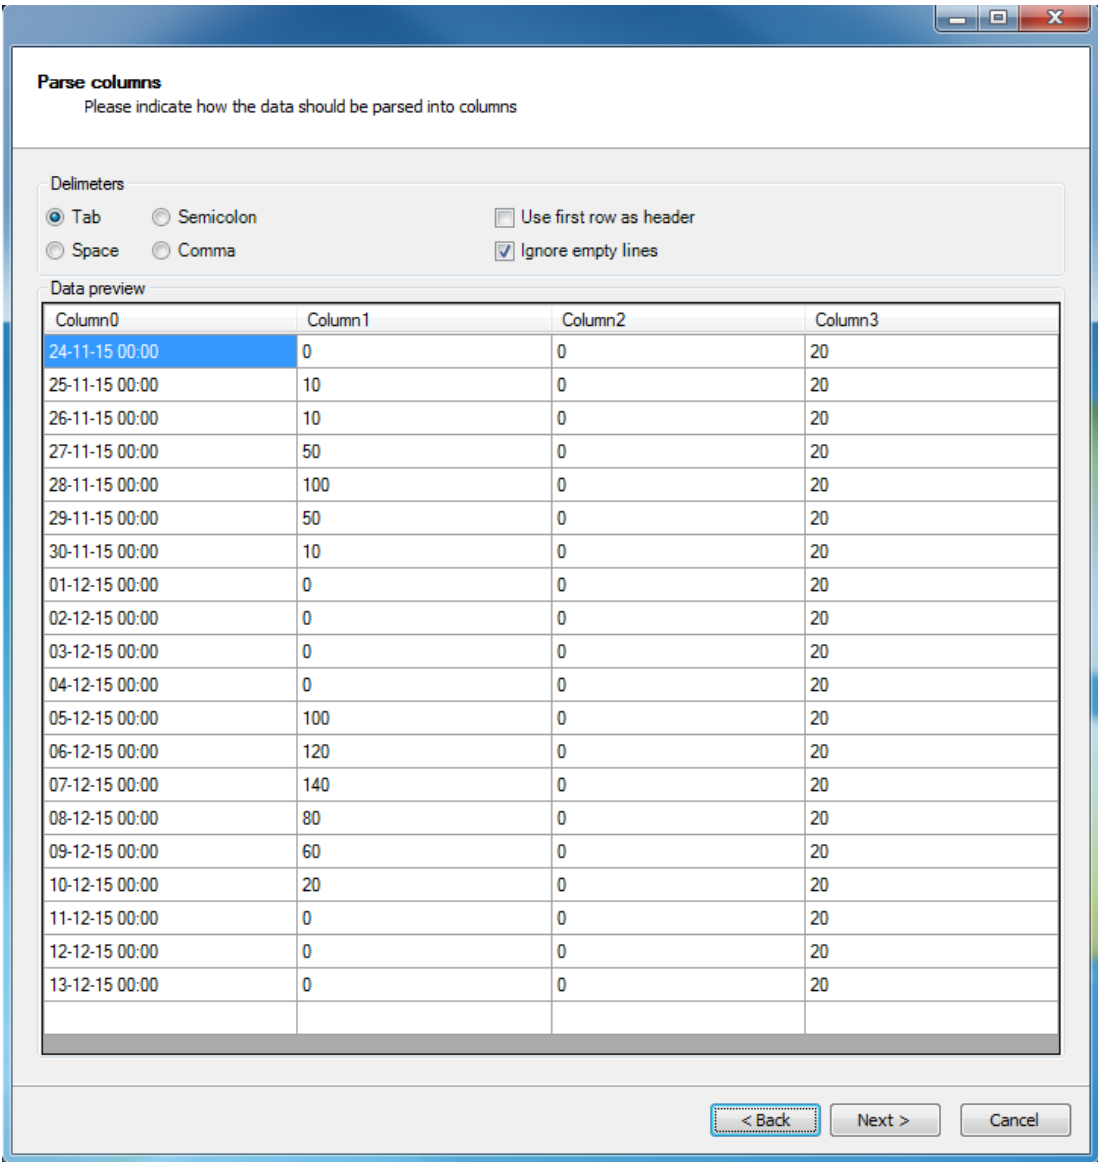 Parse columns
Please indicate how the data should be parsed into columns
Delimeters
Tab Semicolon Use first row as header
Space Comma Ignore empty lines
Data preview
Column0 Column1 Column2 Column3
24-11-15 00:00 0 0 20
25-11-15 00:00 10 0 20
26-11-15 00:00 10 0 20
27-11-15 00:00 50 0 20
28-11-15 00:00 100 0 20
29-11-15 00:00 50 0 20
30-11-15 00:00 10 0 20
01-12-15 00:00 0 0 20
02-12-15 00:00 0 0 20
03-12-15 00:00 0 0 20
04-12-15 00:00 0 0 20
05-12-15 00:00 100 0 20
06-12-15 00:00 120 0 20
07-12-15 00:00 140 0 20
08-12-15 00:00 80 0 20
09-12-15 00:00 60 0 20
10-12-15 00:00 20 0 20
11-12-15 00:00 0 0 20
12-12-15 00:00 0 0 20
13-12-15 00:00 0 0 20
< Back Next > Cancel